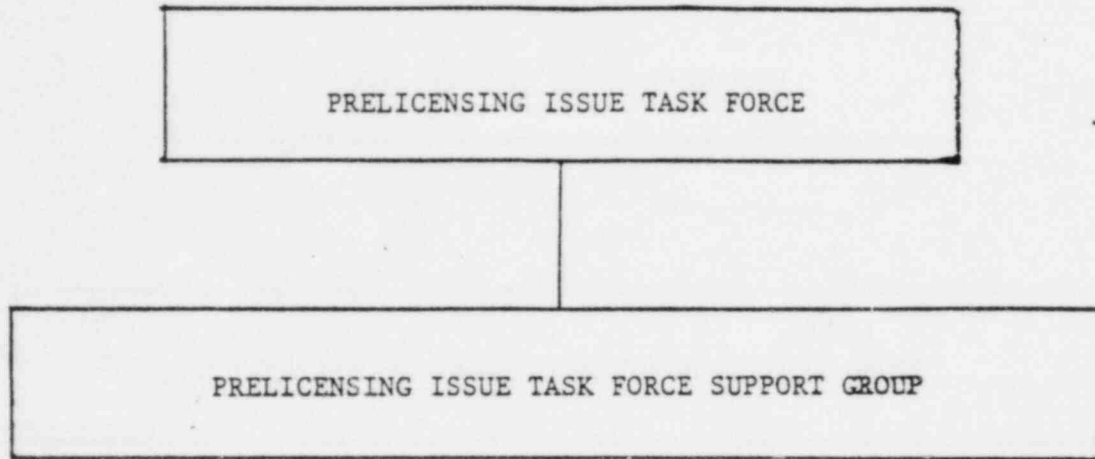 PRELICENSING ISSUE TASK FORCE
PRELICENSING ISSUE TASK FORCE SUPPORT GROUP